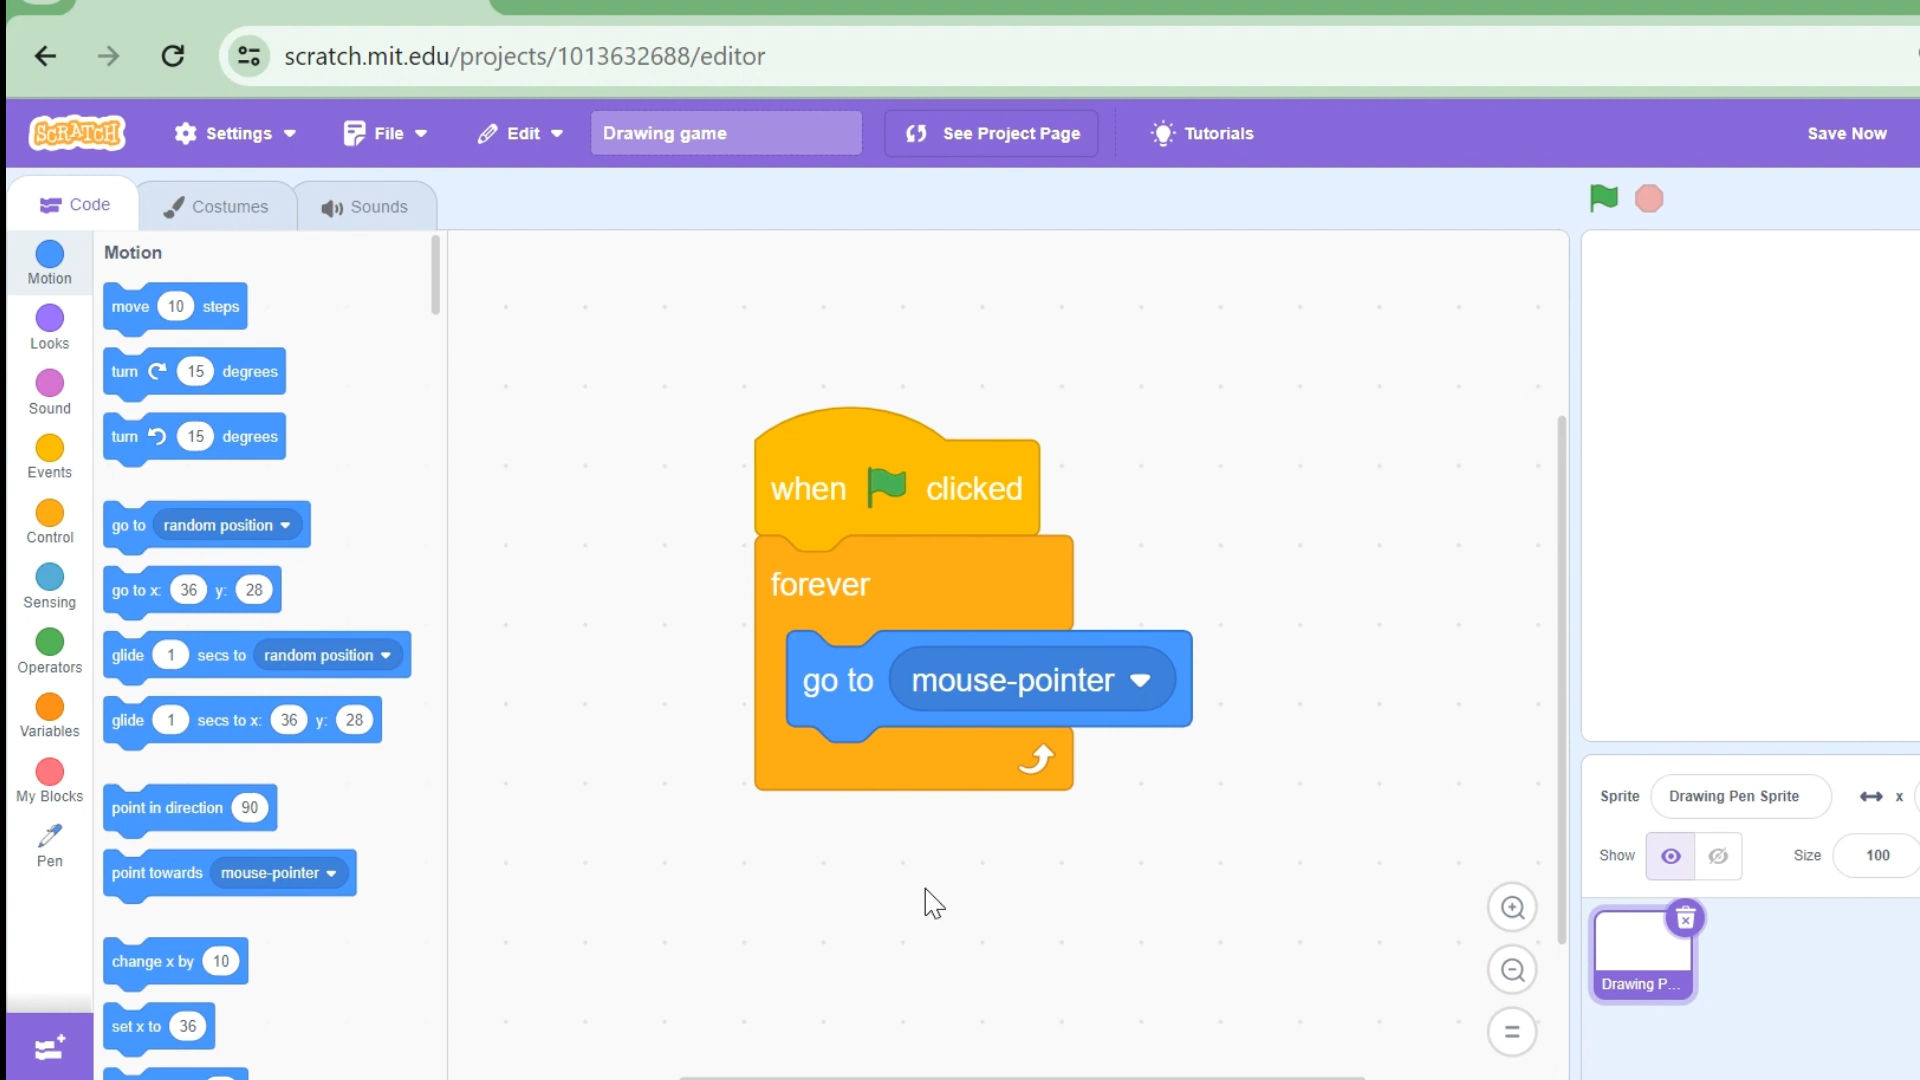 scratch.mit.edu/projects/1013632688/editor
SCRATCH Settings File Edit Drawing game See Project Page Tutorials Save Now
Code Costumes Sounds
Motion
Looks
Sound
Events
Control
Sensing
Operators
Variables
My Blocks
Pen
Motion
move 10 steps
turn 15 degrees
turn 15 degrees
go to random position
go to x: 36 y: 28
glide 1 secs to random position
glide 1 secs to x: 36 y: 28
point in direction 90
point towards mouse-pointer
change x by 10
set x to 36
when clicked
forever
go to mouse-pointer
Sprite Drawing Pen Sprite x
Show Size 100
Drawing P...